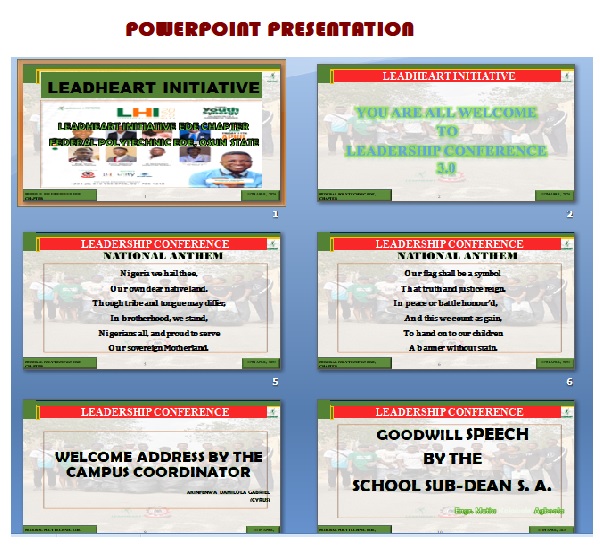 POWERPOINT PRESENTATION
LEADHEART INITIATIVE
LHI
LEADHEART INITIATIVE EDE CHAPTER
FEDERAL POLYTECHNIC EDE, OSUN STATE
1
LEADHEART INITIATIVE
YOU ARE ALL WELCOME
TO
LEADERSHIP CONFERENCE
3.0
2
LEADERSHIP CONFERENCE
NATIONAL ANTHEM
Nigeria we hail thee,
Our own dear native land.
Though tribe and tongue may differ,
In brotherhood, we stand,
Nigerians all, and proud to serve
Our sovereign Motherland.
5
LEADERSHIP CONFERENCE
NATIONAL ANTHEM
Our flag shall be a symbol
That truth and justice reign.
In peace or battle honour'd,
And this we count as gain,
To hand on to our children
A banner without stain.
6
LEADERSHIP CONFERENCE
WELCOME ADDRESS BY THE
CAMPUS COORDINATOR
DAMILOLA GABRIEL
(CYRUS)
LEADERSHIP CONFERENCE
GOODWILL SPEECH
BY THE
SCHOOL SUB-DEAN S. A.
Engr.